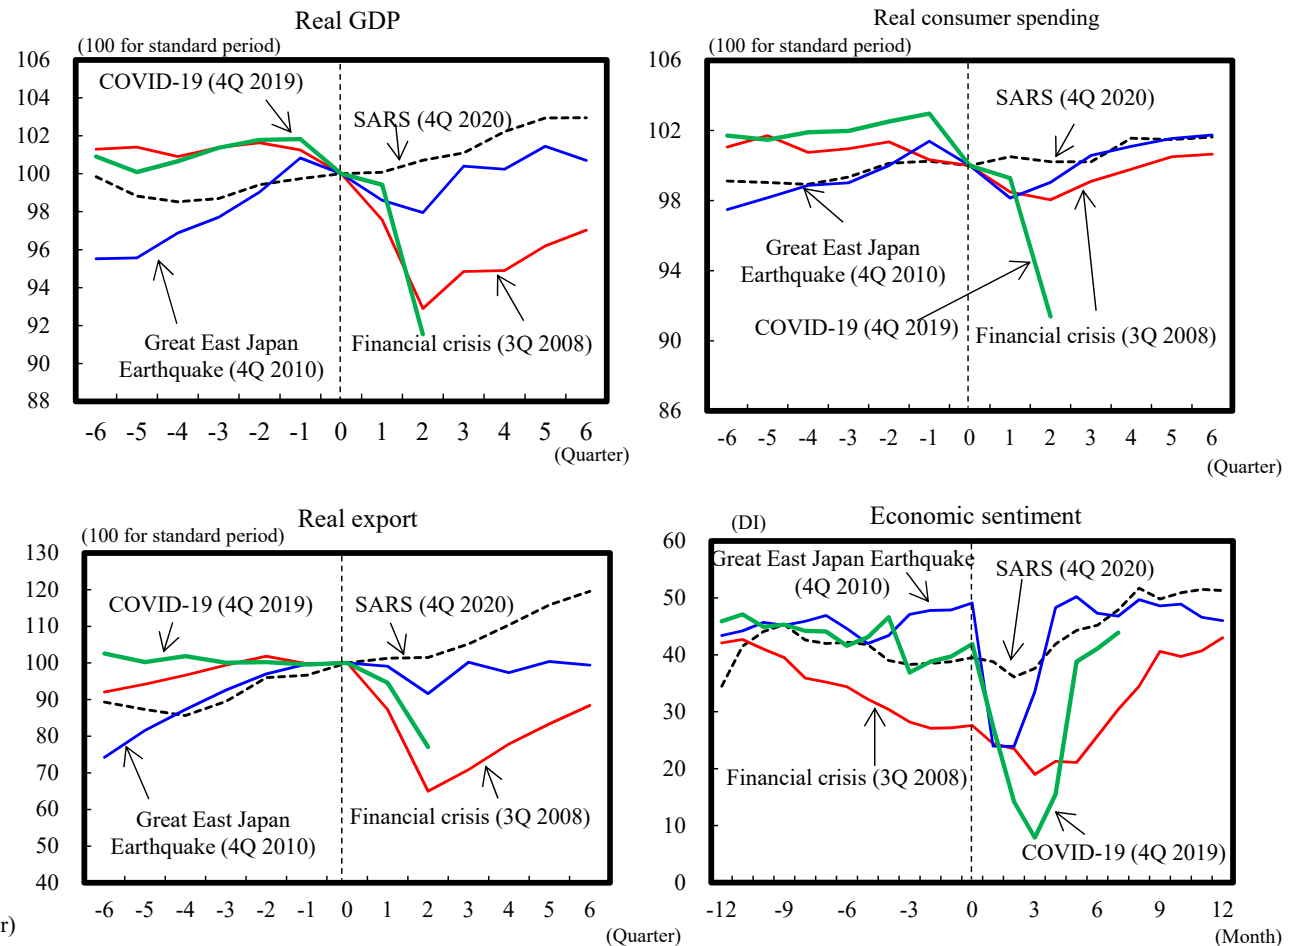 Real GDP
(100 for standard period)
106
104
102
100
98
96
94
92
90
88
COVID-19 (4Q 2019)
SARS (4Q 2020)
Great East Japan
Earthquake (4Q 2010)
Financial crisis (3Q 2008)
-6 -5 -4 -3 -2 -1 0 1 2 3 4 5 6
(Quarter)
Real consumer spending
(100 for standard period)
106
102
98
94
90
86
SARS (4Q 2020)
Great East Japan
Earthquake (4Q 2010)
COVID-19 (4Q 2019)
Financial crisis (3Q 2008)
-6 -5 -4 -3 -2 -1 0 1 2 3 4 5 6
(Quarter)
Real export
(100 for standard period)
130
120
110
100
90
80
70
60
50
40
COVID-19 (4Q 2019)
SARS (4Q 2020)
Great East Japan
Earthquake (4Q 2010)
Financial crisis (3Q 2008)
-6 -5 -4 -3 -2 -1 0 1 2 3 4 5 6
r)
(Quarter)
Economic sentiment
(DI)
60
50
40
30
20
10
0
Great East Japan Earthquake
(4Q 2010)
SARS (4Q 2020)
Financial crisis (3Q 2008)
COVID-19 (4Q 2019)
-12 -9 -6 -3 0 3 6 9 12
(Month)